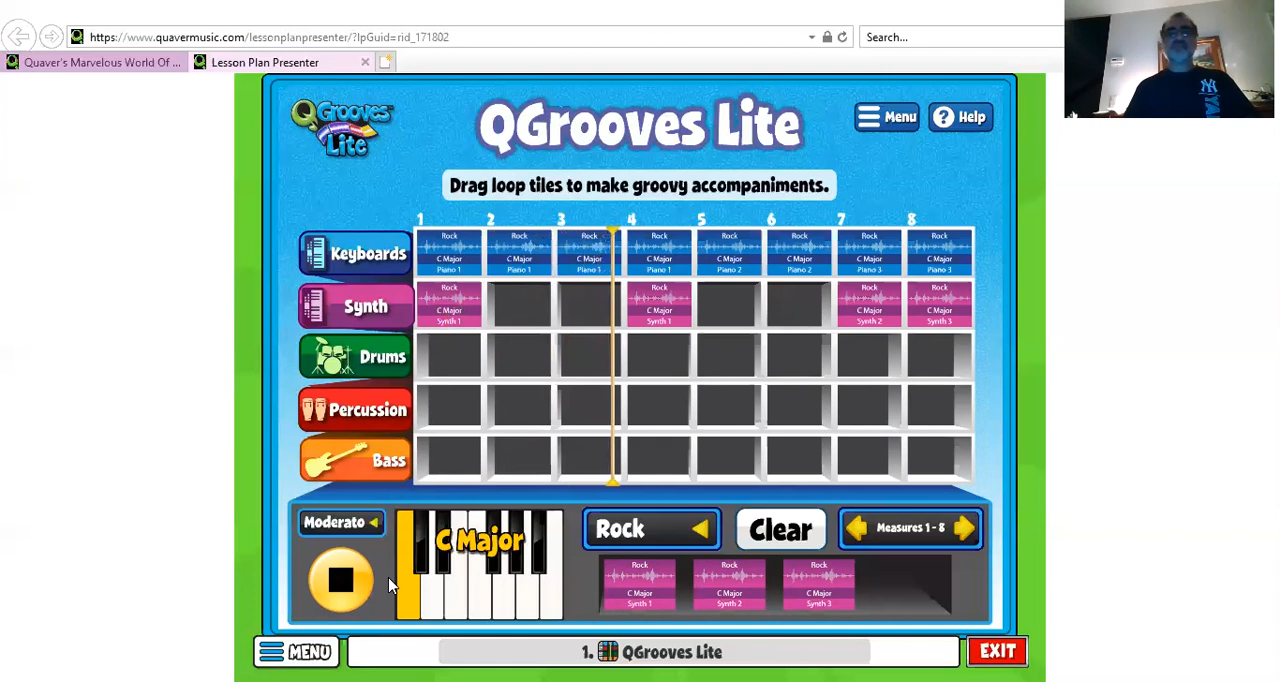 https://www.quavermusic.com/lessonplanpresenter/?lpGuid=rid_171802
Search...
Quaver's Marvelous World Of ...
Lesson Plan Presenter
QGrooves Lite
QGrooves Lite
Menu
Help
Drag loop tiles to make groovy accompaniments.
1 2 3 4 5 6 7 8
Keyboards
Rock Rock Rock Rock Rock Rock Rock Rock
C Major C Major C Major C Major C Major C Major C Major C Major
Piano 1 Piano 1 Piano 1 Piano 1 Piano 2 Piano 2 Piano 3 Piano 3
Synth
Rock Rock Rock Rock
C Major C Major C Major C Major
Synth 1 Synth 1 Synth 2 Synth 3
Drums
Percussion
Bass
Moderato
C Major
Rock
Clear
Measures 1 - 8
Rock Rock Rock
C Major C Major C Major
Synth 1 Synth 2 Synth 3
MENU
1. QGrooves Lite
EXIT